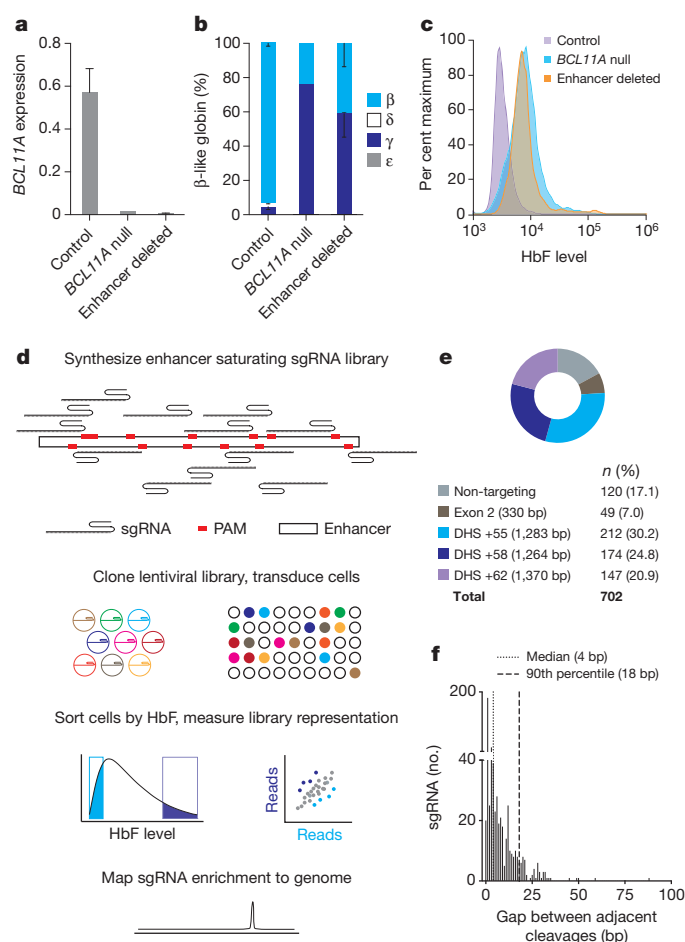 a
BCL11A expression
0.8
0.6
0.4
0.2
0
Control
BCL11A null
Enhancer deleted
b
β-like globin (%)
100
80
60
40
20
0
Control
BCL11A null
Enhancer deleted
β
δ
γ
ε
c
Control
BCL11A null
Enhancer deleted
Per cent maximum
100
80
60
40
20
0
10³ 10⁴ 10⁵ 10⁶
HbF level
d
Synthesize enhancer saturating sgRNA library
sgRNA PAM Enhancer
Clone lentiviral library, transduce cells
Sort cells by HbF, measure library representation
HbF level
Reads
Reads
Map sgRNA enrichment to genome
e
n (%)
Non-targeting 120 (17.1)
Exon 2 (330 bp) 49 (7.0)
DHS +55 (1,283 bp) 212 (30.2)
DHS +58 (1,264 bp) 174 (24.8)
DHS +62 (1,370 bp) 147 (20.9)
Total 702
f
Median (4 bp)
90th percentile (18 bp)
sgRNA (no.)
200
40
20
0
0 25 50 75 100
Gap between adjacent
cleavages (bp)